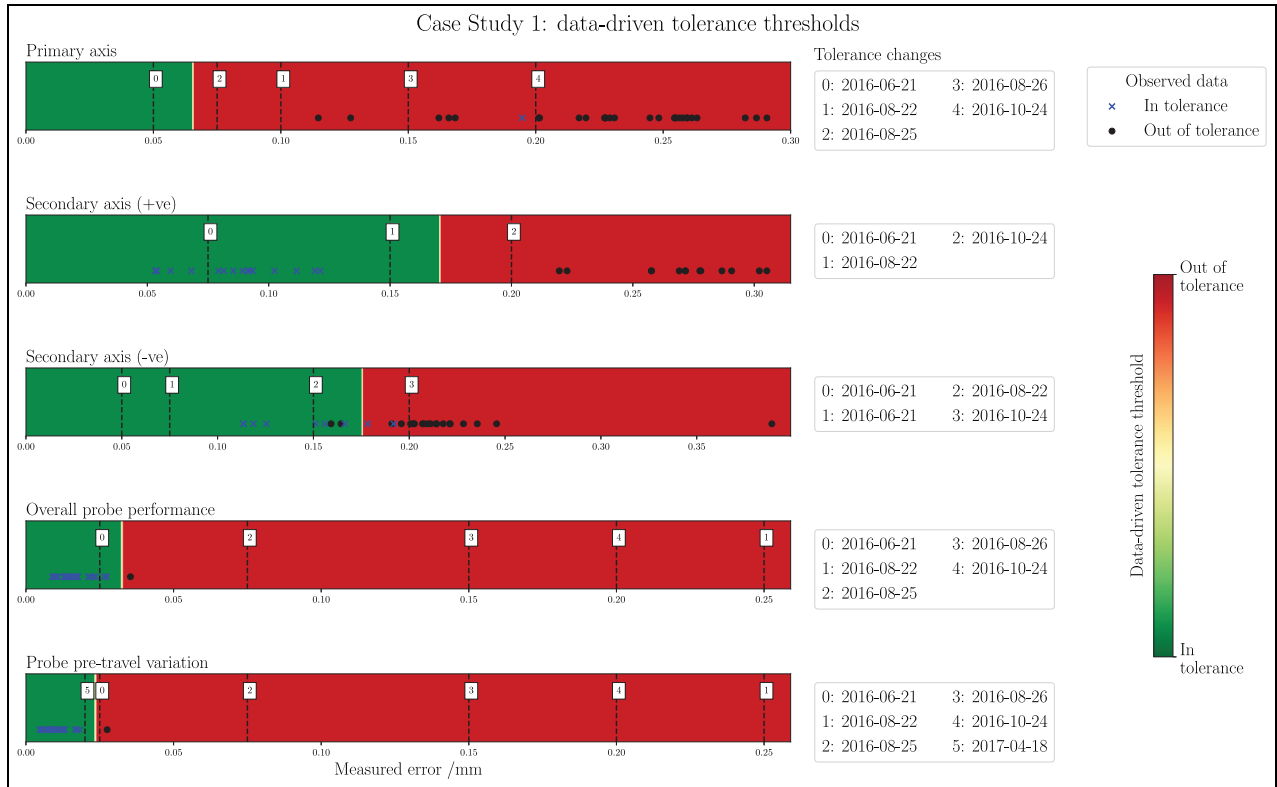 Case Study 1: data-driven tolerance thresholds
Primary axis
0 2 1 3 4
0.00 0.05 0.10 0.15 0.20 0.25 0.30
Tolerance changes
0: 2016-06-21 3: 2016-08-26
1: 2016-08-22 4: 2016-10-24
2: 2016-08-25
Observed data
In tolerance
Out of tolerance
Secondary axis (+ve)
0 1 2
0.00 0.05 0.10 0.15 0.20 0.25 0.30
0: 2016-06-21 2: 2016-10-24
1: 2016-08-22
Secondary axis (-ve)
0 1 2 3
0.00 0.05 0.10 0.15 0.20 0.25 0.30 0.35
0: 2016-06-21 2: 2016-08-22
1: 2016-06-21 3: 2016-10-24
Overall probe performance
0 2 3 4 1
0.00 0.05 0.10 0.15 0.20 0.25
0: 2016-06-21 3: 2016-08-26
1: 2016-08-22 4: 2016-10-24
2: 2016-08-25
Probe pre-travel variation
5 0 2 3 4 1
0.00 0.05 0.10 0.15 0.20 0.25
Measured error /mm
0: 2016-06-21 3: 2016-08-26
1: 2016-08-22 4: 2016-10-24
2: 2016-08-25 5: 2017-04-18
Out of
tolerance
Data-driven tolerance threshold
In
tolerance